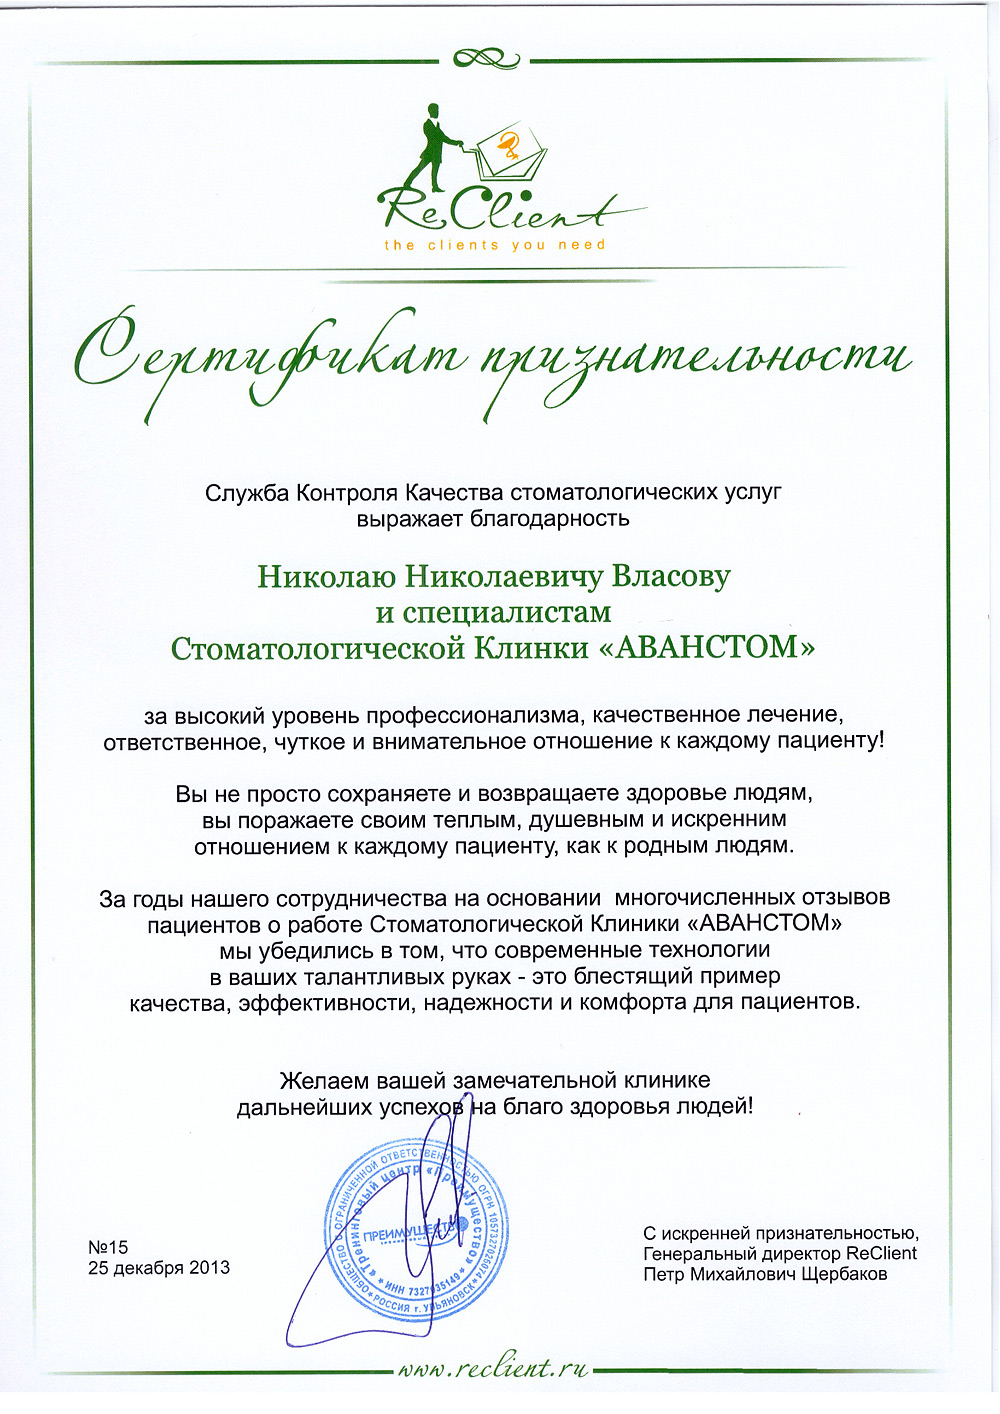 ReClient
the clients you need
Сертификат признательности
Служба Контроля Качества стоматологических услуг
выражает благодарность
Николаю Николаевичу Власову
и специалистам
Стоматологической Клинки «АВАНСТОМ»
за высокий уровень профессионализма, качественное лечение,
ответственное, чуткое и внимательное отношение к каждому пациенту!
Вы не просто сохраняете и возвращаете здоровье людям,
вы поражаете своим теплым, душевным и искренним
отношением к каждому пациенту, как к родным людям.
За годы нашего сотрудничества на основании многочисленных отзывов
пациентов о работе Стоматологической Клиники «АВАНСТОМ»
мы убедились в том, что современные технологии
в ваших талантливых руках - это блестящий пример
качества, эффективности, надежности и комфорта для пациентов.
Желаем вашей замечательной клинике
дальнейших успехов на благо здоровья людей!
ОБЩЕСТВО С ОГРАНИЧЕННОЙ ОТВЕТСТВЕННОСТЬЮ ОГРН
РОССИЯ г. УЛЬЯНОВСК
«Тренинговый центр «Преимущество»
ИНН 7327035149
ПРЕИМУЩЕСТВО
№15
25 декабря 2013
С искренней признательностью,
Генеральный директор ReClient
Петр Михайлович Щербаков
www.reclient.ru